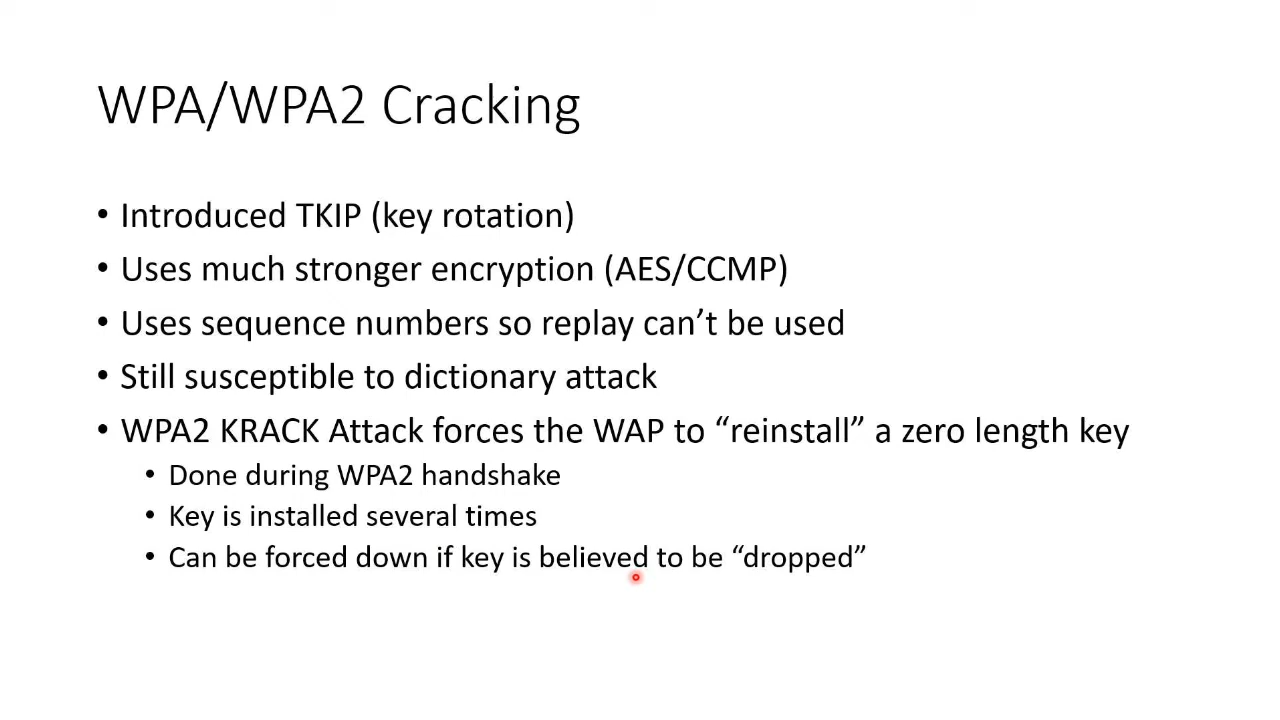 WPA/WPA2 Cracking
• Introduced TKIP (key rotation)
• Uses much stronger encryption (AES/CCMP)
• Uses sequence numbers so replay can’t be used
• Still susceptible to dictionary attack
• WPA2 KRACK Attack forces the WAP to “reinstall” a zero length key
• Done during WPA2 handshake
• Key is installed several times
• Can be forced down if key is believed to be “dropped”